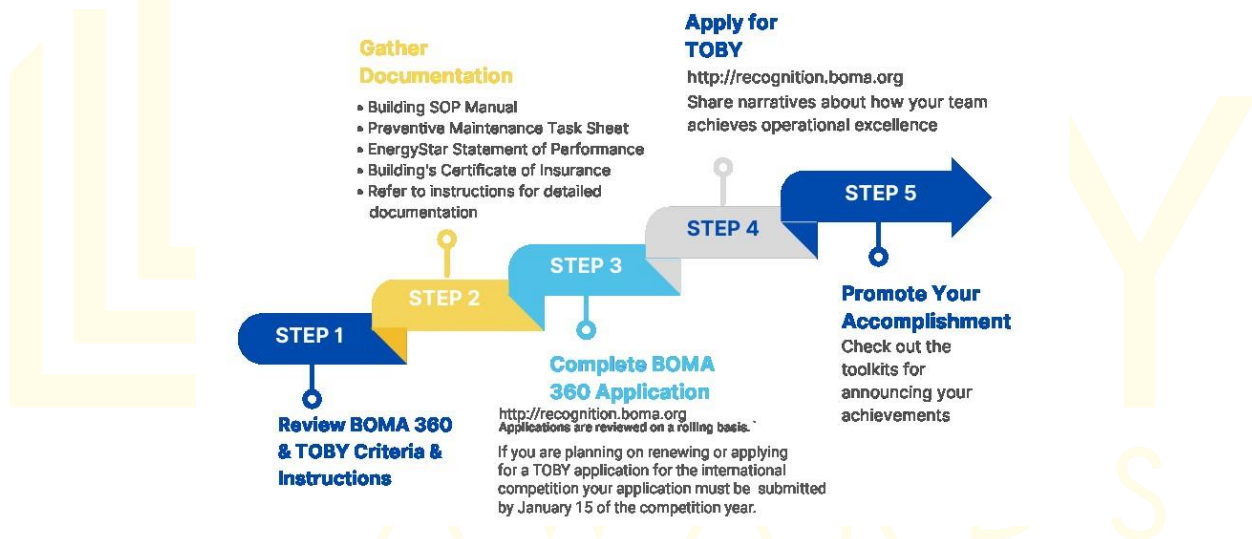 STEP 1
Review BOMA 360
& TOBY Criteria &
Instructions
Gather
Documentation
• Building SOP Manual
• Preventive Maintenance Task Sheet
• EnergyStar Statement of Performance
• Building's Certificate of Insurance
• Refer to instructions for detailed
documentation
STEP 2
STEP 3
Complete BOMA
360 Application
http://recognition.boma.org
Applications are reviewed on a rolling basis.
If you are planning on renewing or applying
for a TOBY application for the international
competition your application must be submitted
by January 15 of the competition year.
Apply for
TOBY
http://recognition.boma.org
Share narratives about how your team
achieves operational excellence
STEP 4
STEP 5
Promote Your
Accomplishment
Check out the
toolkits for
announcing your
achievements